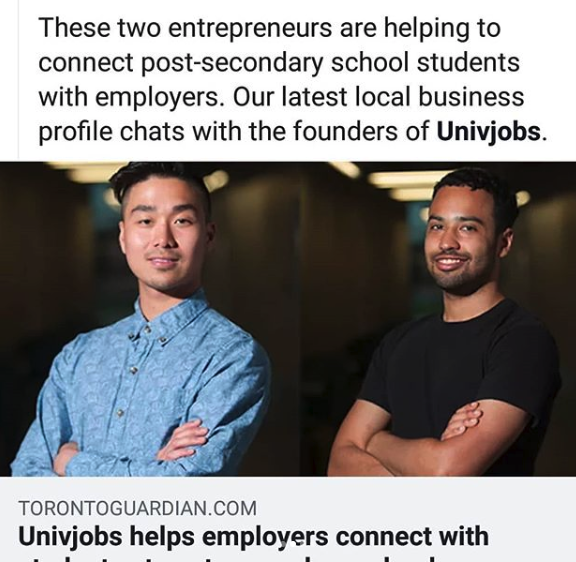 These two entrepreneurs are helping to
connect post-secondary school students
with employers. Our latest local business
profile chats with the founders of Univjobs.
TORONTOGUARDIAN.COM
Univjobs helps employers connect with